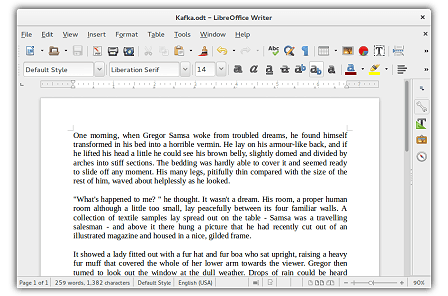 Kafka.odt - LibreOffice Writer
File Edit View Insert Format Table Tools Window Help
Default Style Liberation Serif 14
One morning, when Gregor Samsa woke from troubled dreams, he found himself
transformed in his bed into a horrible vermin. He lay on his armour-like back, and if
he lifted his head a little he could see his brown belly, slightly domed and divided by
arches into stiff sections. The bedding was hardly able to cover it and seemed ready
to slide off any moment. His many legs, pitifully thin compared with the size of the
rest of him, waved about helplessly as he looked.
"What's happened to me? " he thought. It wasn't a dream. His room, a proper human
room although a little too small, lay peacefully between its four familiar walls. A
collection of textile samples lay spread out on the table - Samsa was a travelling
salesman - and above it there hung a picture that he had recently cut out of an
illustrated magazine and housed in a nice, gilded frame.
It showed a lady fitted out with a fur hat and fur boa who sat upright, raising a heavy
fur muff that covered the whole of her lower arm towards the viewer. Gregor then
turned to look out the window at the dull weather. Drops of rain could be heard
Page 1 of 1 259 words, 1,382 characters Default Style English (USA) 90%